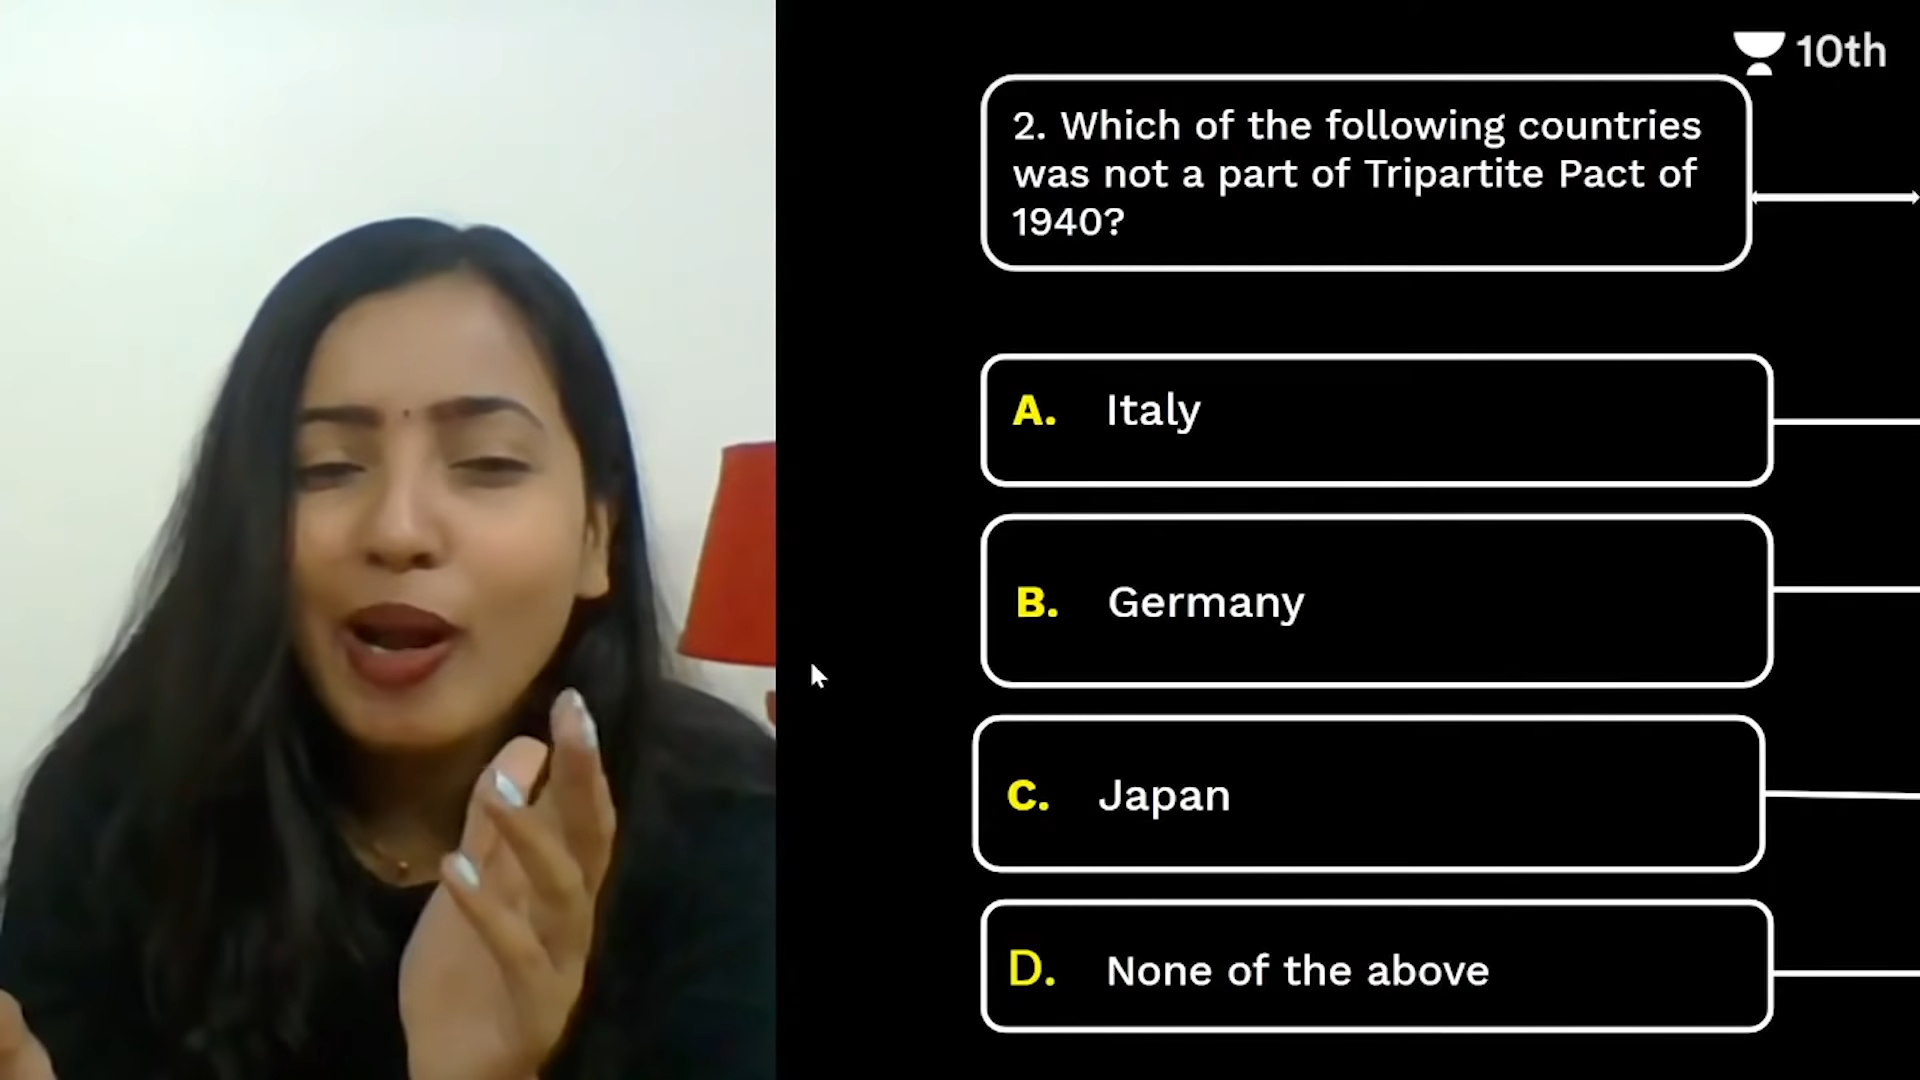 10th
2. Which of the following countries
was not a part of Tripartite Pact of
1940?
A. Italy
B. Germany
C. Japan
D. None of the above